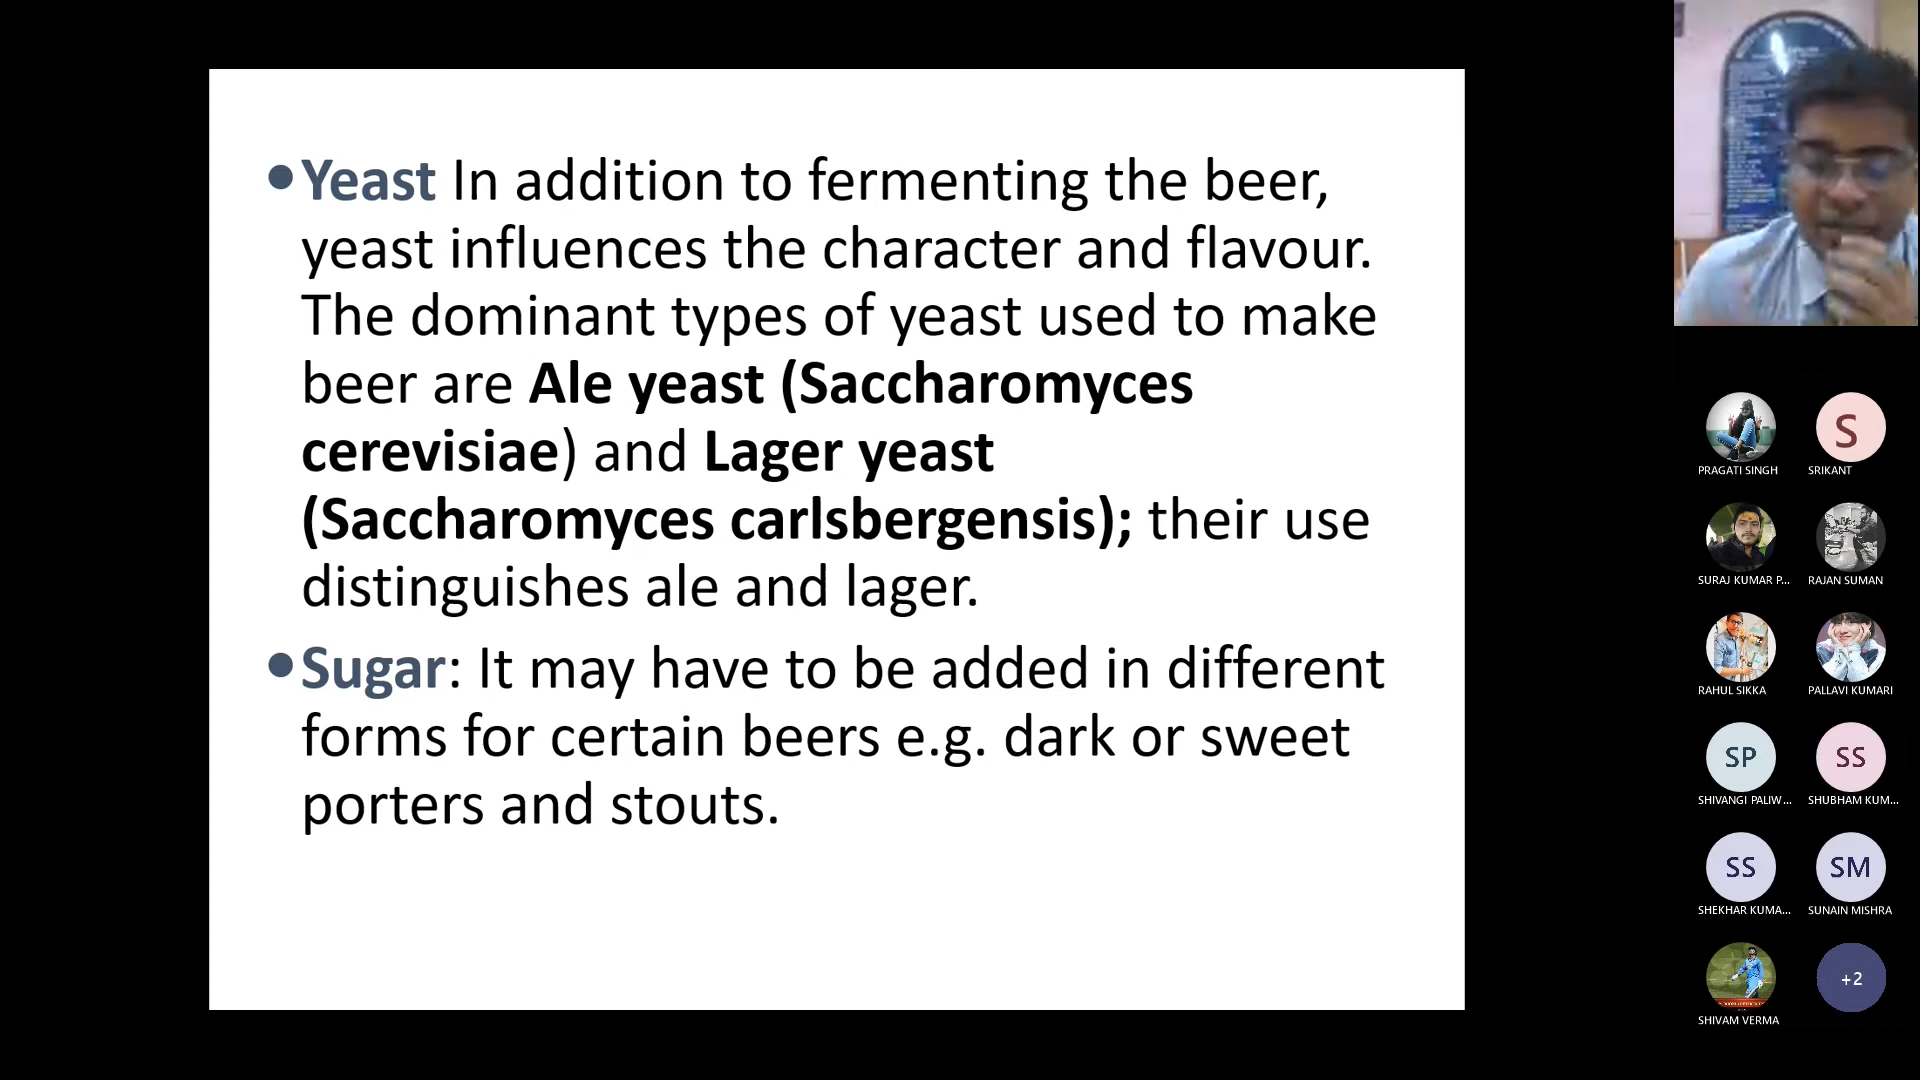 •Yeast In addition to fermenting the beer,
yeast influences the character and flavour.
The dominant types of yeast used to make
beer are Ale yeast (Saccharomyces
cerevisiae) and Lager yeast
(Saccharomyces carlsbergensis); their use
distinguishes ale and lager.
•Sugar: It may have to be added in different
forms for certain beers e.g. dark or sweet
porters and stouts.
S
PRAGATI SINGH SRIKANT
SURAJ KUMAR P... RAJAN SUMAN
RAHUL SIKKA PALLAVI KUMARI
SP SS
SHIVANGI PALIW... SHUBHAM KUM...
SS SM
SHEKHAR KUMA... SUNAIN MISHRA
+2
SHIVAM VERMA